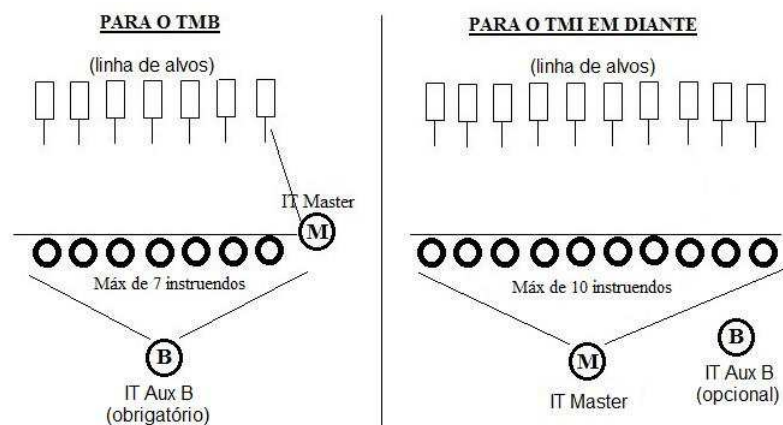 PARA O TMB
(linha de alvos)
IT Master
M
Máx de 7 instruendos
B
IT Aux B
(obrigatório)
PARA O TMI EM DIANTE
(linha de alvos)
Máx de 10 instruendos
M
IT Master
B
IT Aux B
(opcional)